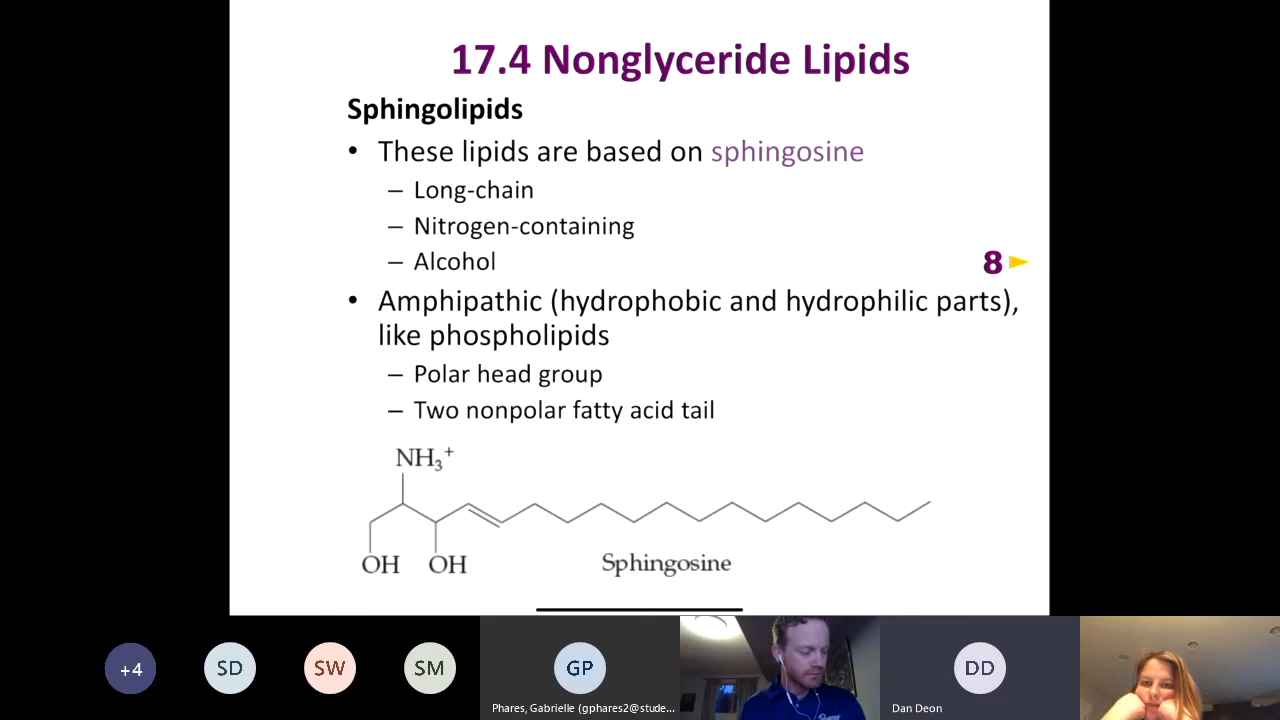 17.4 Nonglyceride Lipids
Sphingolipids
• These lipids are based on sphingosine
– Long-chain
– Nitrogen-containing
– Alcohol
8
• Amphipathic (hydrophobic and hydrophilic parts),
like phospholipids
– Polar head group
– Two nonpolar fatty acid tail
NH₃⁺
OH OH
Sphingosine
+4 SD SW SM GP DD
Phares, Gabrielle (gphares2@stude... Dan Deon